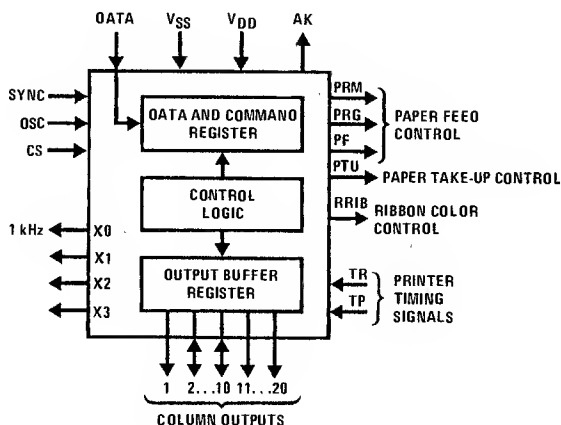 OATA VSS VDD AK
SYNC
OSC
CS
OATA AND COMMANO
REGISTER
PRM
PRG
PF
PAPER FEEO
CONTROL
PTU
PAPER TAKE-UP CONTROL
CONTROL
LOGIC
RRIB
RIBBON COLOR
CONTROL
1 kHz X0
X1
X2
X3
OUTPUT BUFFER
REGISTER
TR
TP
PRINTER
TIMING
SIGNALS
1 2...10 11...20
COLUMN OUTPUTS